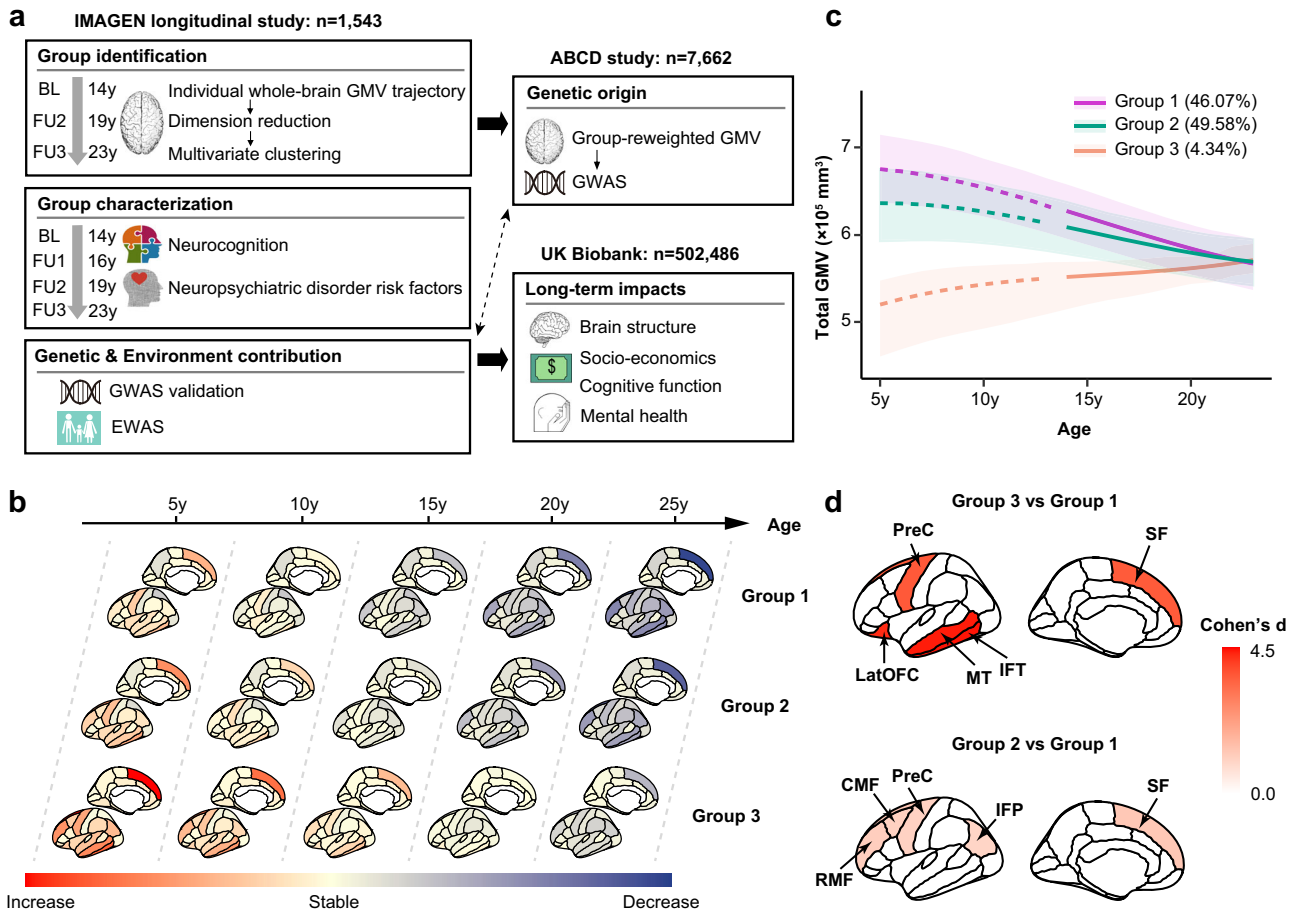 a
IMAGEN longitudinal study: n=1,543
Group identification
BL 14y
FU2 19y
FU3 23y
Individual whole-brain GMV trajectory
Dimension reduction
Multivariate clustering
Group characterization
BL 14y
FU1 16y
FU2 19y
FU3 23y
Neurocognition
Neuropsychiatric disorder risk factors
Genetic & Environment contribution
GWAS validation
EWAS
ABCD study: n=7,662
Genetic origin
Group-reweighted GMV
GWAS
UK Biobank: n=502,486
Long-term impacts
Brain structure
$
Socio-economics
Cognitive function
Mental health
c
Group 1 (46.07%)
Group 2 (49.58%)
Group 3 (4.34%)
Total GMV (×10⁵ mm³)
7
6
5
5y 10y 15y 20y
Age
b
5y 10y 15y 20y 25y
Age
Group 1
Group 2
Group 3
Increase Stable Decrease
d
Group 3 vs Group 1
PreC
SF
LatOFC
MT
IFT
Cohen's d
4.5
0.0
Group 2 vs Group 1
CMF
PreC
SF
IFP
RMF